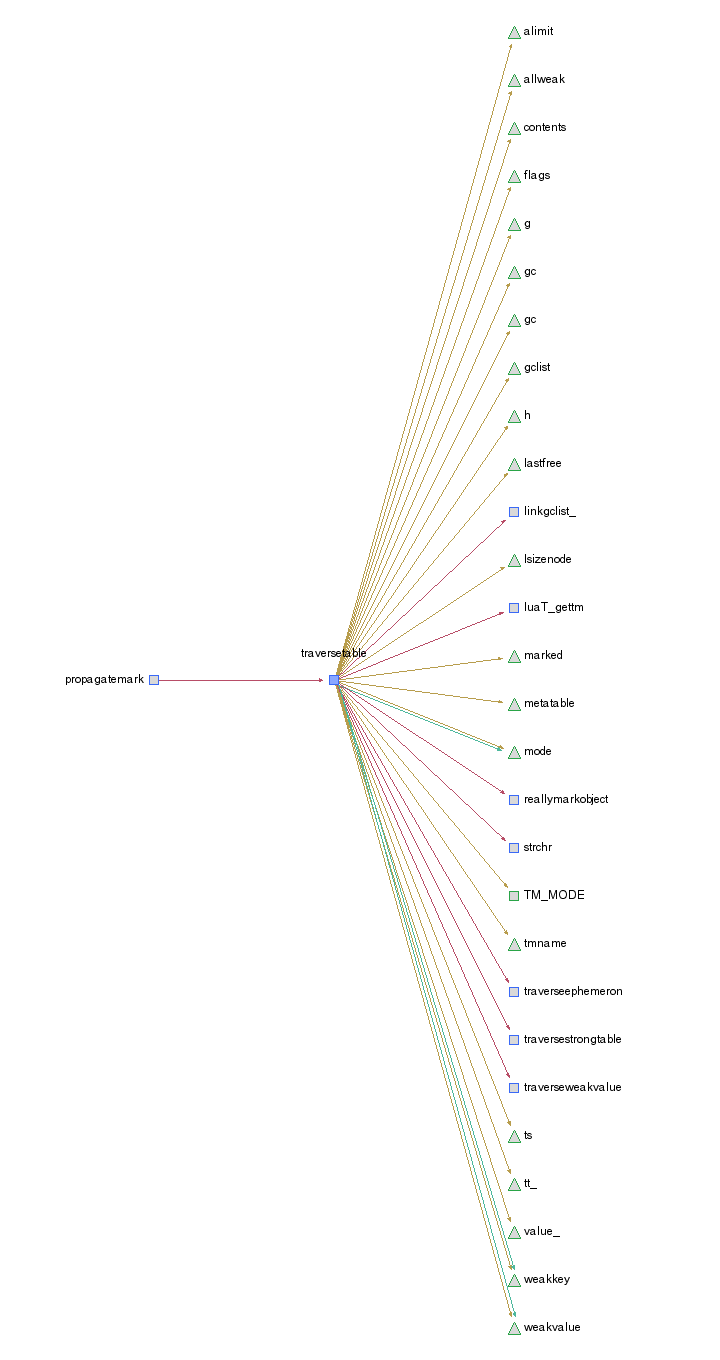 alimit
allweak
contents
flags
g
gc
gc
gclist
h
lastfree
linkgclist_
lsizenode
luaT_gettm
traversetable
marked
propagatemark
metatable
mode
reallymarkobject
strchr
TM_MODE
tmname
traverseephemeron
traversestrongtable
traverseweakvalue
ts
tt_
value_
weakkey
weakvalue